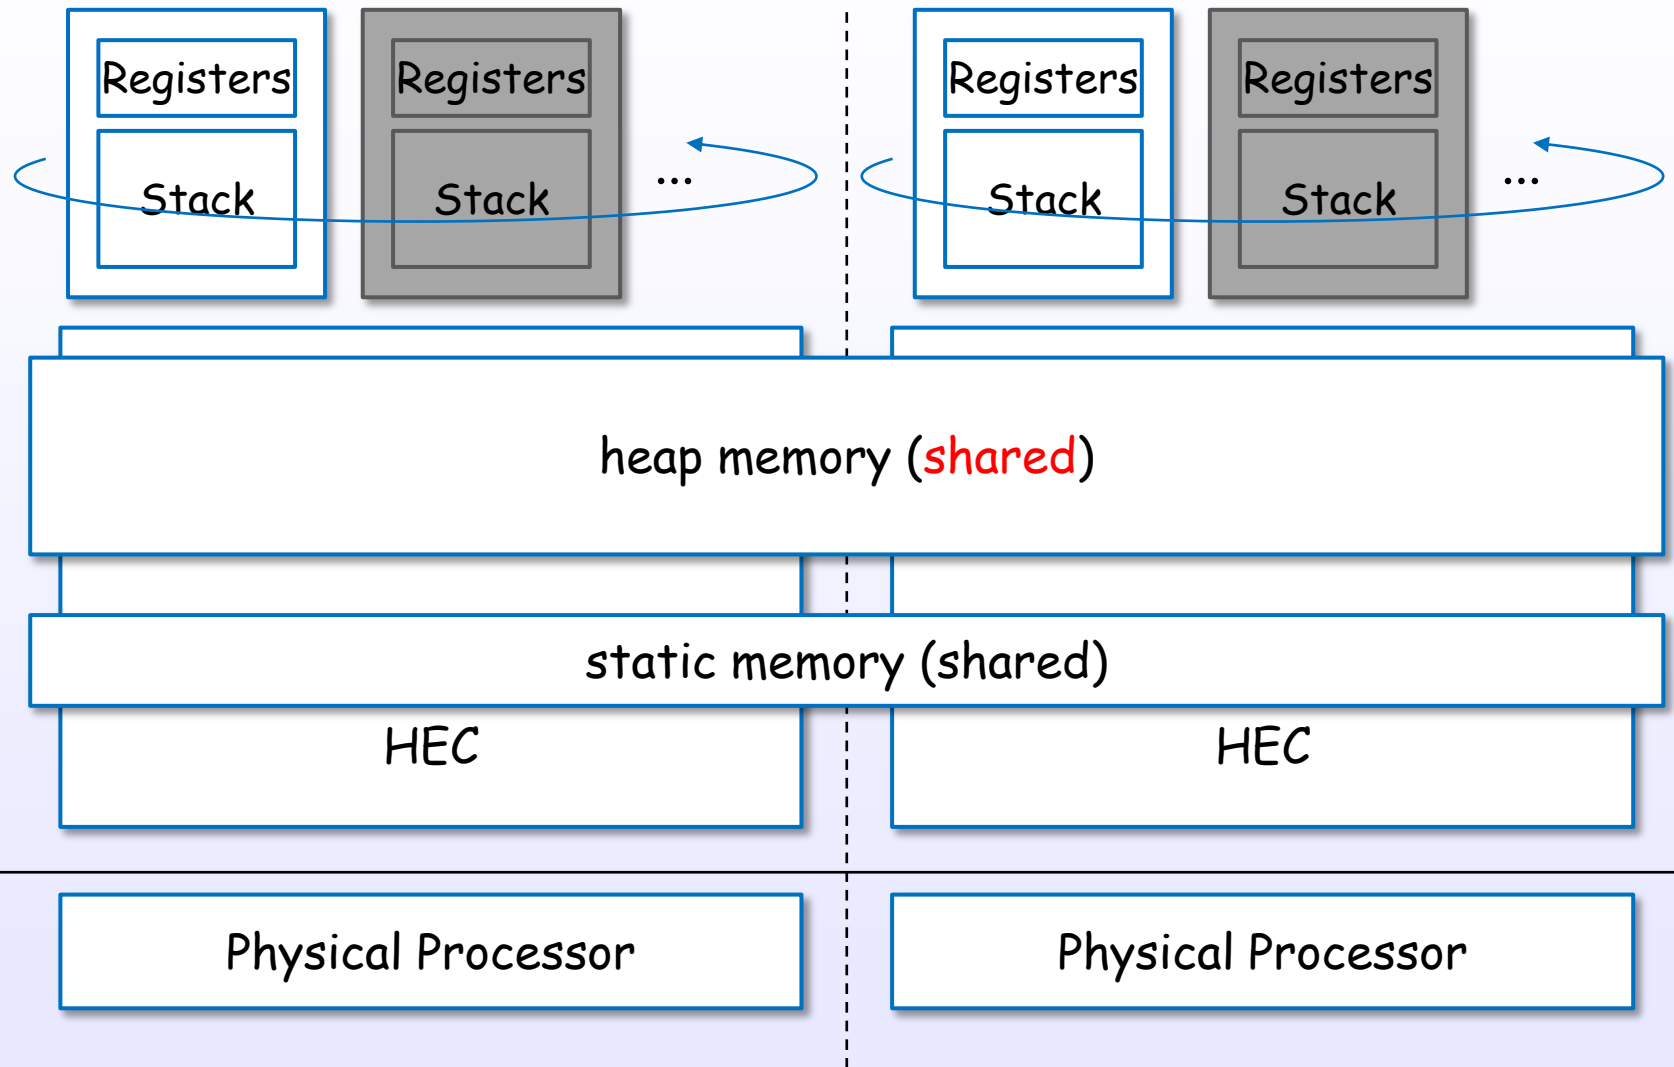 Registers
Registers
Registers
Registers
Stack
Stack
...
Stack
Stack
...
heap memory (shared)
static memory (shared)
HEC
HEC
Physical Processor
Physical Processor